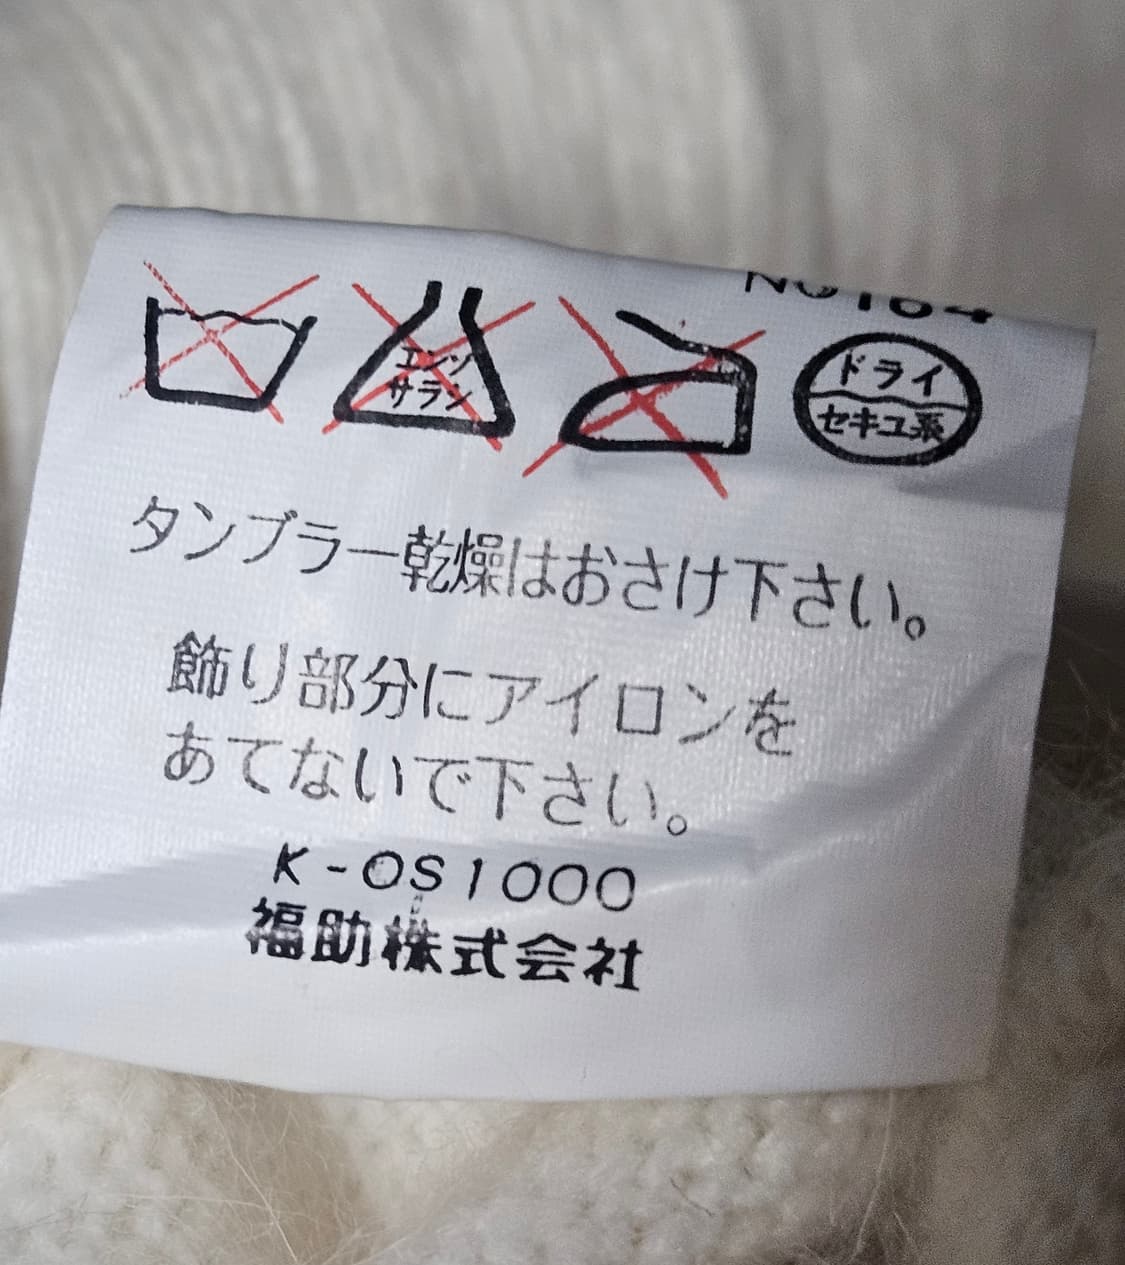 エンソ
サラシ
ドライ
セキユ系
タンブラー乾燥はおさけ下さい。
飾り部分にアイロンを
あてないで下さい。
K-OS1000
福助株式会社